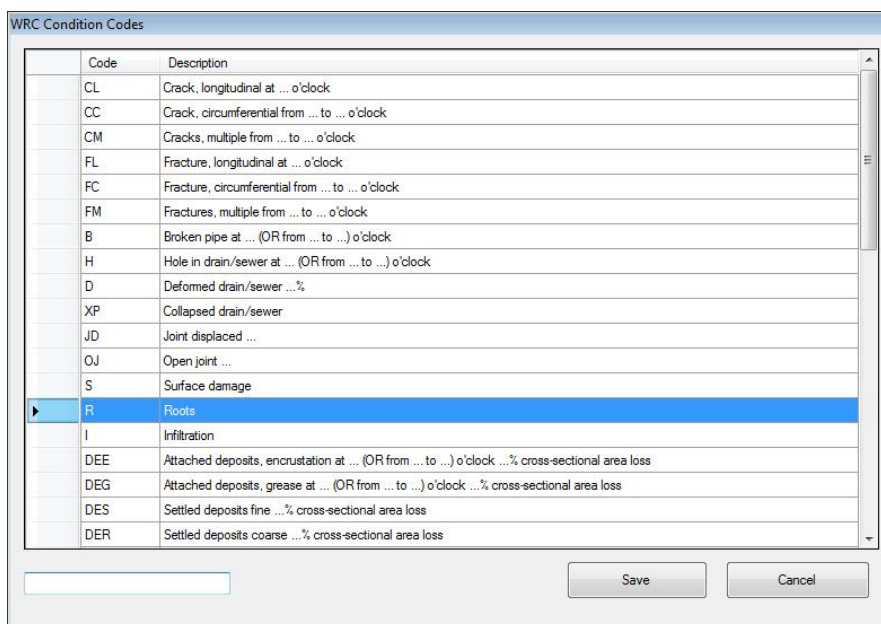 WRC Condition Codes
Code Description
CL Crack, longitudinal at ... o'clock
CC Crack, circumferential from ... to ... o'clock
CM Cracks, multiple from ... to ... o'clock
FL Fracture, longitudinal at ... o'clock
FC Fracture, circumferential from ... to ... o'clock
FM Fractures, multiple from ... to ... o'clock
B Broken pipe at ... (OR from ... to ...) o'clock
H Hole in drain/sewer at ... (OR from ... to ...) o'clock
D Deformed drain/sewer ...%
XP Collapsed drain/sewer
JD Joint displaced ...
OJ Open joint ...
S Surface damage
R Roots
I Infiltration
DEE Attached deposits, encrustation at ... (OR from ... to ...) o'clock ...% cross-sectional area loss
DEG Attached deposits, grease at ... (OR from ... to ...) o'clock ...% cross-sectional area loss
DES Settled deposits fine ...% cross-sectional area loss
DER Settled deposits coarse ...% cross-sectional area loss
Save Cancel